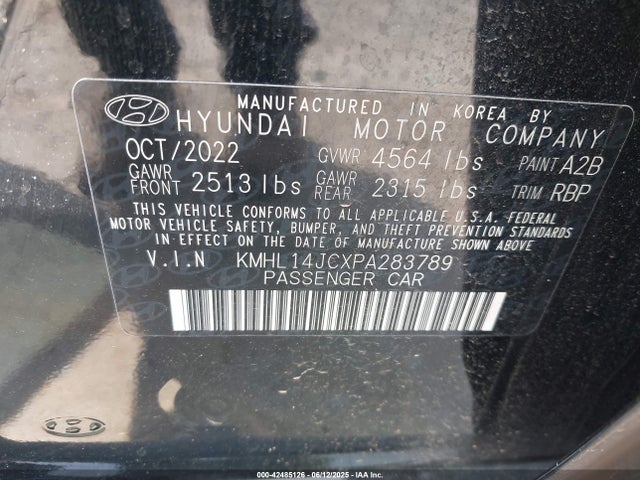 MANUFACTURED IN KOREA BY
HYUNDAI MOTOR COMPANY
OCT/2022 GVWR 4564 lbs PAINT A2B
GAWR FRONT 2513 lbs GAWR REAR 2315 lbs TRIM RBP
THIS VEHICLE CONFORMS TO ALL APPLICABLE U.S.A. FEDERAL
MOTOR VEHICLE SAFETY, BUMPER, AND THEFT PREVENTION STANDARDS
IN EFFECT ON THE DATE OF MANUFACTURE SHOWN ABOVE
V.I.N KMHL14JCXPA283789
PASSENGER CAR
000-42485126 - 06/12/2025 - IAA Inc.